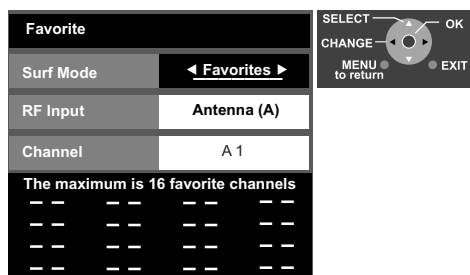 Favorite
Surf Mode ◀ Favorites ▶
RF Input Antenna (A)
Channel A 1
The maximum is 16 favorite channels
– – – – – – – –
– – – – – – – –
– – – – – – – –
– – – – – – – –
SELECT
OK
CHANGE
MENU
to return
EXIT